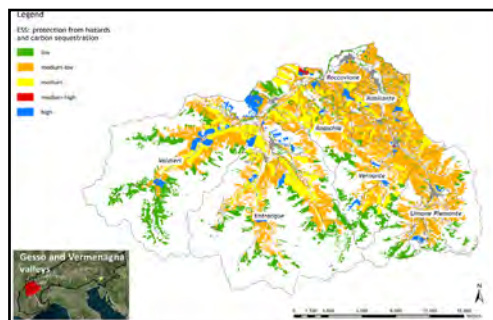 Legend
ESS: protection from hazards
and carbon sequestration
low
medium-low
medium
medium-high
high
Roccavione
Robilante
Roaschia
Valdieri
Vernante
Entracque
Limone Piemonte
Gesso and Vermenagna
valleys
N